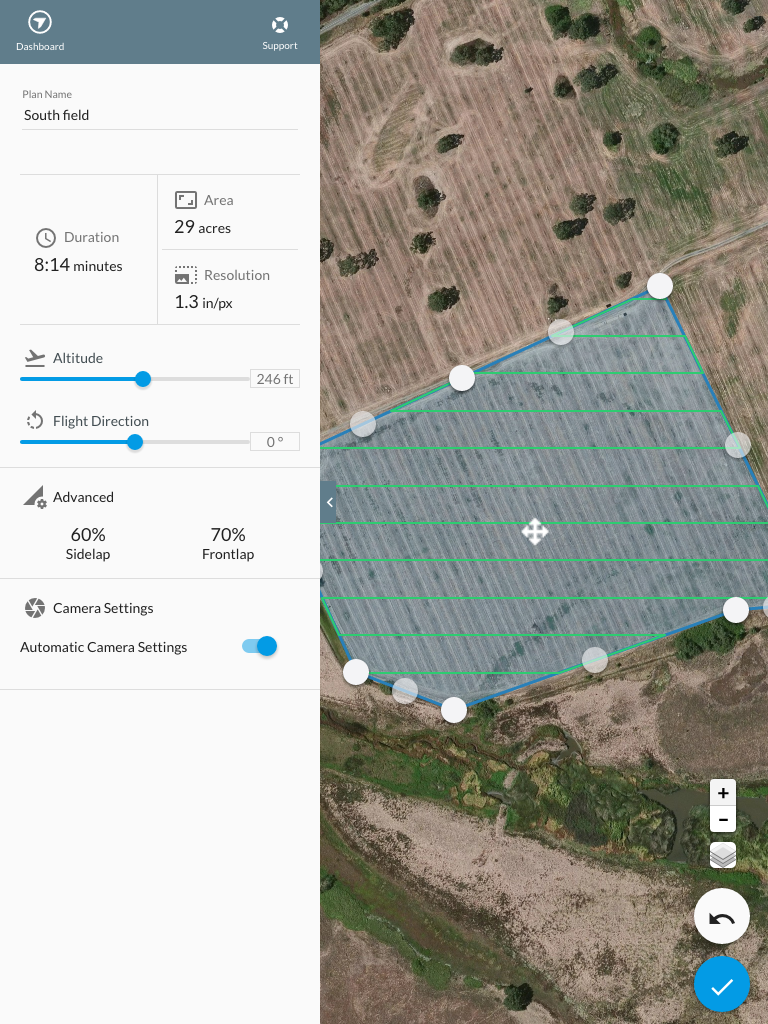 Dashboard
Support
Plan Name
South field
Duration
8:14 minutes
Area
29 acres
Resolution
1.3 in/px
Altitude
246 ft
Flight Direction
0 °
Advanced
60%
Sidelap
70%
Frontlap
Camera Settings
Automatic Camera Settings
+
−